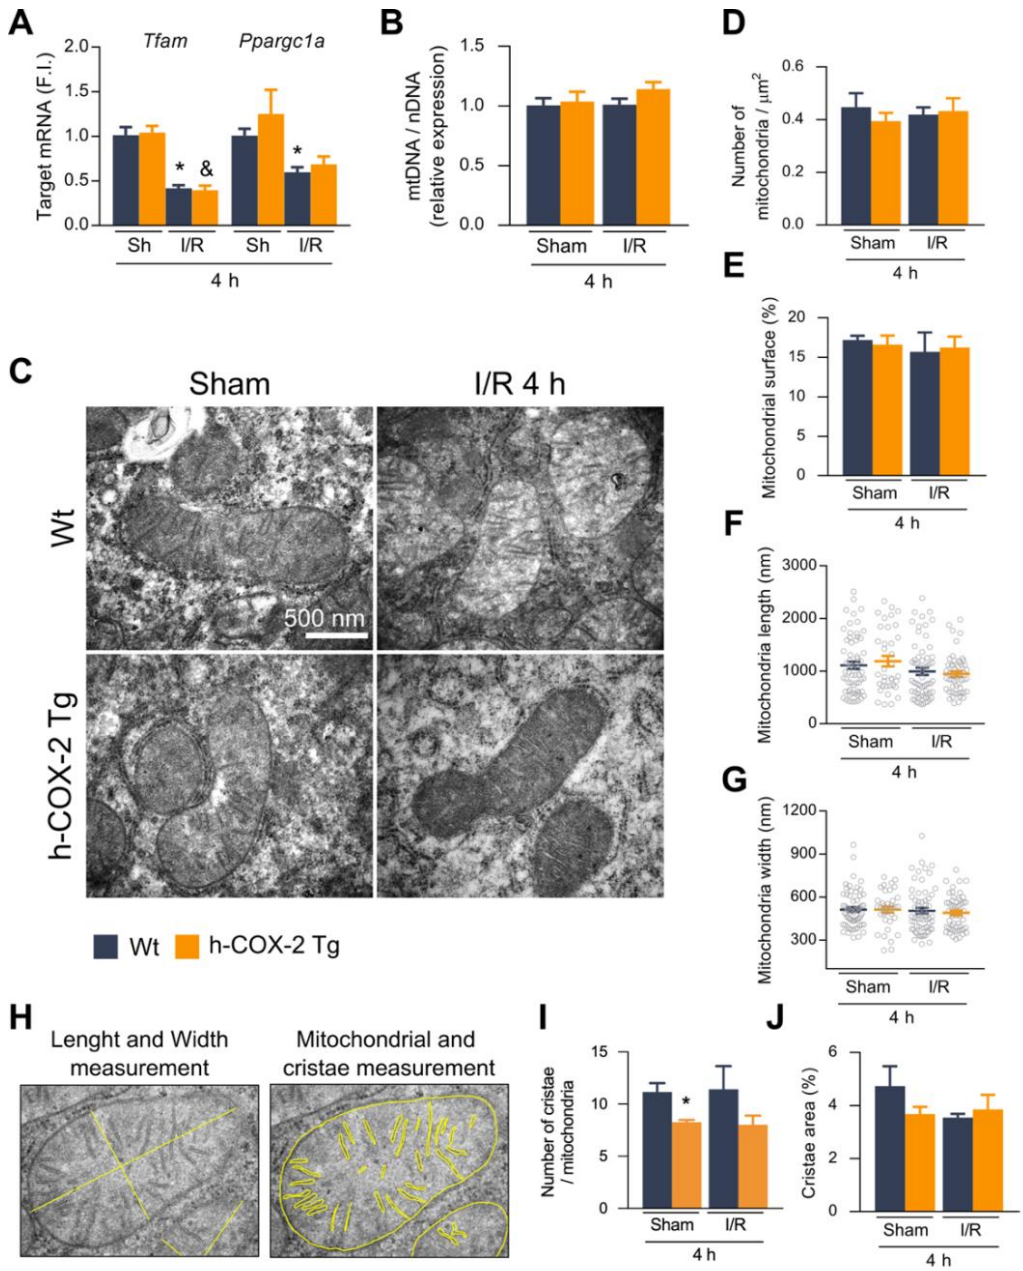 A
Tfam Ppargc1a
Target mRNA (F.I.)
2.0
1.5
1.0
0.5
0.0
* & *
Sh I/R Sh I/R
4 h
B
mtDNA / nDNA
(relative expression)
1.5
1.0
0.5
0.0
Sham I/R
4 h
D
Number of
mitochondria / μm2
0.6
0.4
0.2
0.0
Sham I/R
4 h
E
Mitochondrial surface (%)
20
15
10
5
0
Sham I/R
4 h
C
Sham I/R 4 h
Wt
500 nm
h-COX-2 Tg
Wt h-COX-2 Tg
F
Mitochondria length (nm)
3000
2000
1000
0
Sham I/R
4 h
G
Mitochondria width (nm)
1200
900
600
300
Sham I/R
4 h
H
Lenght and Width
measurement
Mitochondrial and
cristae measurement
I
Number of cristae
/ mitochondria
15
10
5
0
*
Sham I/R
4 h
J
Cristae area (%)
6
4
2
0
Sham I/R
4 h